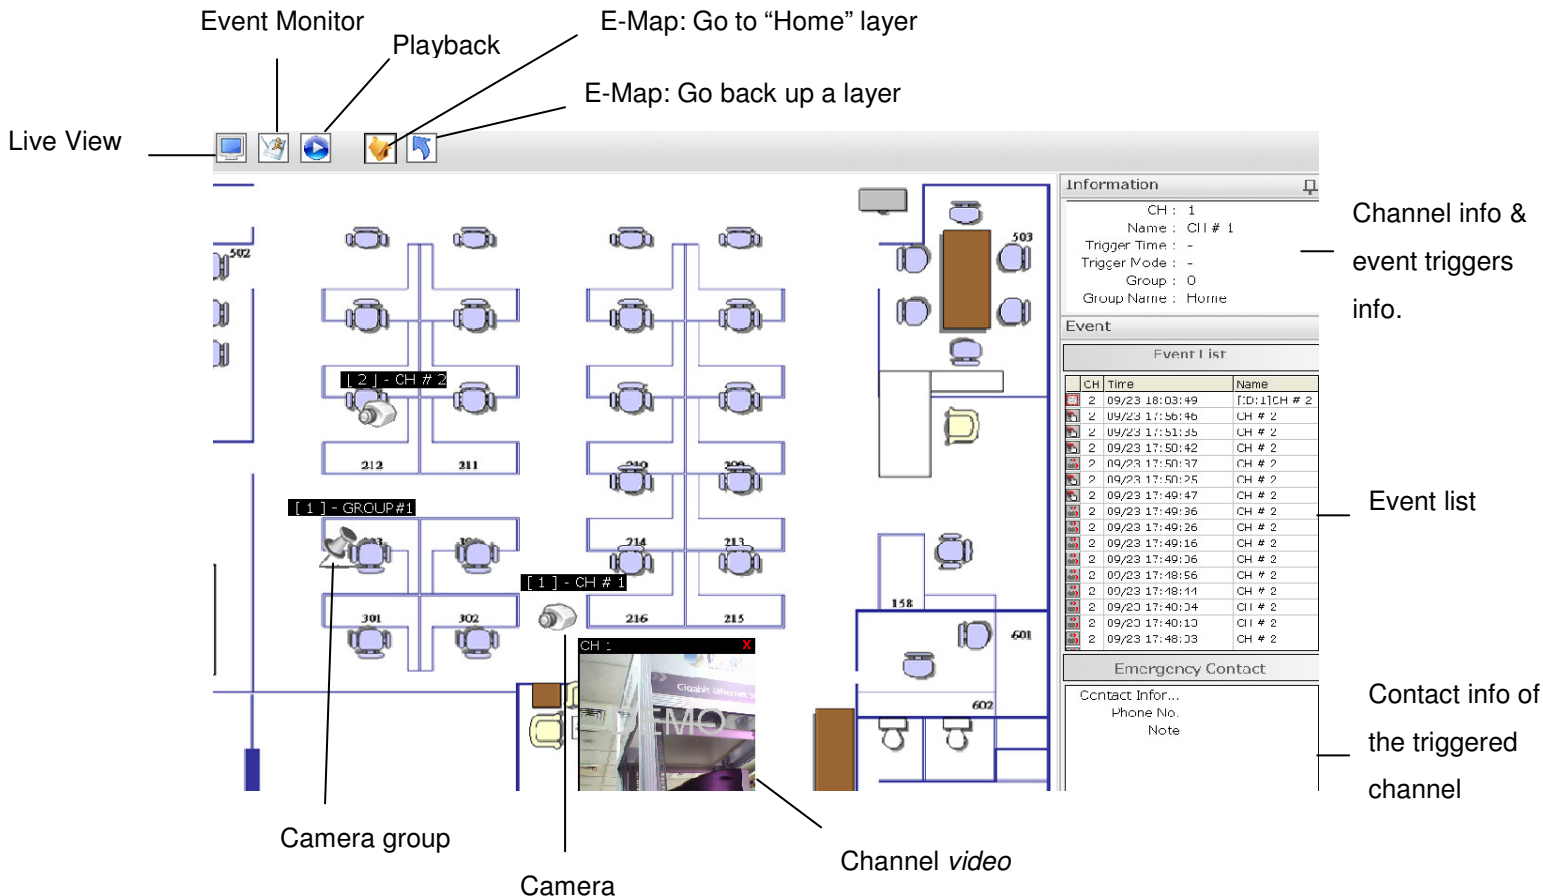 Event Monitor
E-Map: Go to “Home” layer
Playback
E-Map: Go back up a layer
Live View
Information
CH : 1
Name : CH # 1
Trigger Time : -
Trigger Mode : -
Group : 0
Group Name : Home
Channel info &
event triggers
info.
Event
Event List
CH Time Name
2 09/23 18:03:49 [ID:1]CH # 2
2 09/23 17:56:46 CH # 2
2 09/23 17:51:35 CH # 2
2 09/23 17:50:42 CH # 2
2 09/23 17:50:37 CH # 2
2 09/23 17:50:25 CH # 2
2 09/23 17:49:47 CH # 2
2 09/23 17:49:36 CH # 2
2 09/23 17:49:26 CH # 2
2 09/23 17:49:16 CH # 2
2 09/23 17:49:06 CH # 2
2 09/23 17:48:56 CH # 2
2 09/23 17:48:44 CH # 2
2 09/23 CH # 2
2 09/23 CH # 2
2 09/23 17:48:03 CH # 2
Event list
Emergency Contact
Contact Infor...
Phone No.
Note
Contact info of
the triggered
channel
502
503
[ 2 ] - CH # 2
212
211
210
209
[ 1 ] - GROUP#1
214
213
[ 1 ] - CH # 1
301
302
216
215
158
601
602
CH 1
X
Gigabit Ethernet
DEMO
Camera group
Camera
Channel video